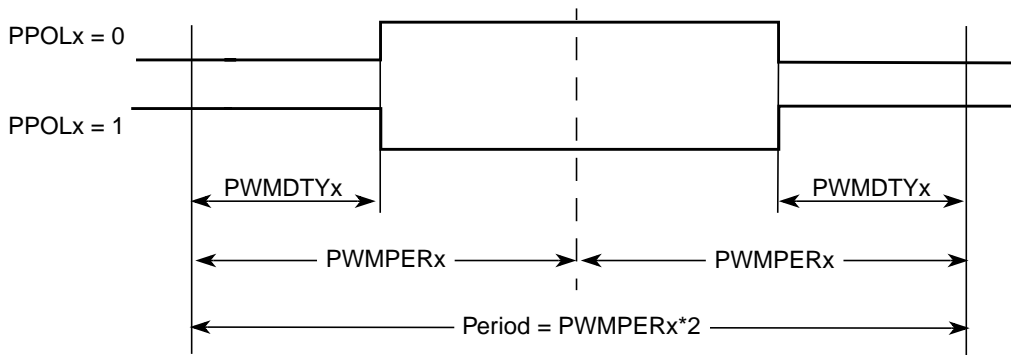 PPOLx = 0
PPOLx = 1
PWMDTYx
PWMDTYx
PWMPERx
PWMPERx
Period = PWMPERx*2